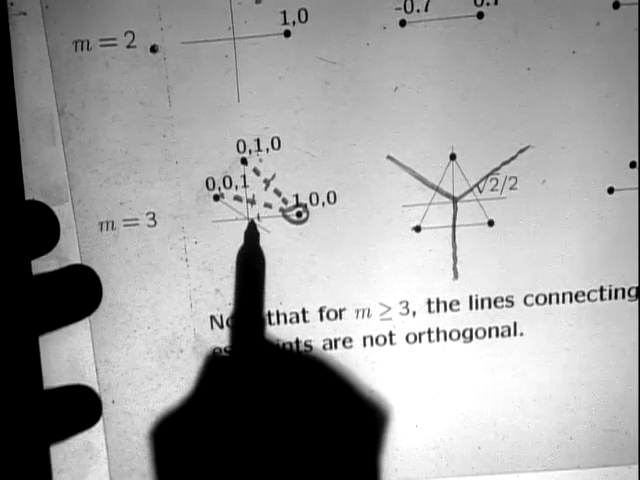 1,0
-0.7
m = 2
0,1,0
0,0,1
1,0,0
√2/2
m = 3
that for m ≥ 3, the lines connecting
are not orthogonal.